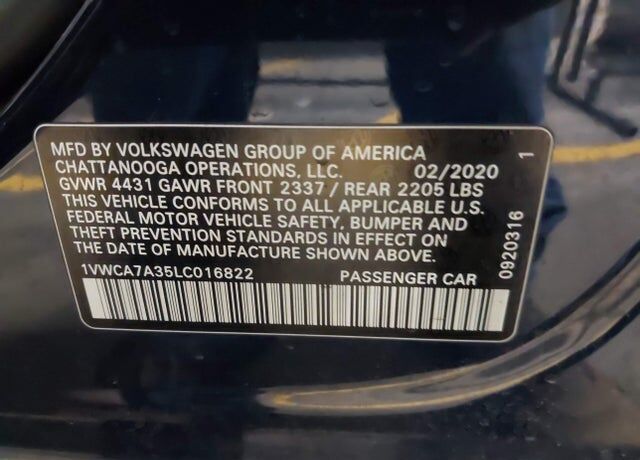 MFD BY VOLKSWAGEN GROUP OF AMERICA
CHATTANOOGA OPERATIONS, LLC. 02/2020
GVWR 4431 GAWR FRONT 2337 / REAR 2205 LBS
THIS VEHICLE CONFORMS TO ALL APPLICABLE U.S.
FEDERAL MOTOR VEHICLE SAFETY, BUMPER AND
THEFT PREVENTION STANDARDS IN EFFECT ON
THE DATE OF MANUFACTURE SHOWN ABOVE.
1VWCA7A35LC016822 PASSENGER CAR
0920316 1